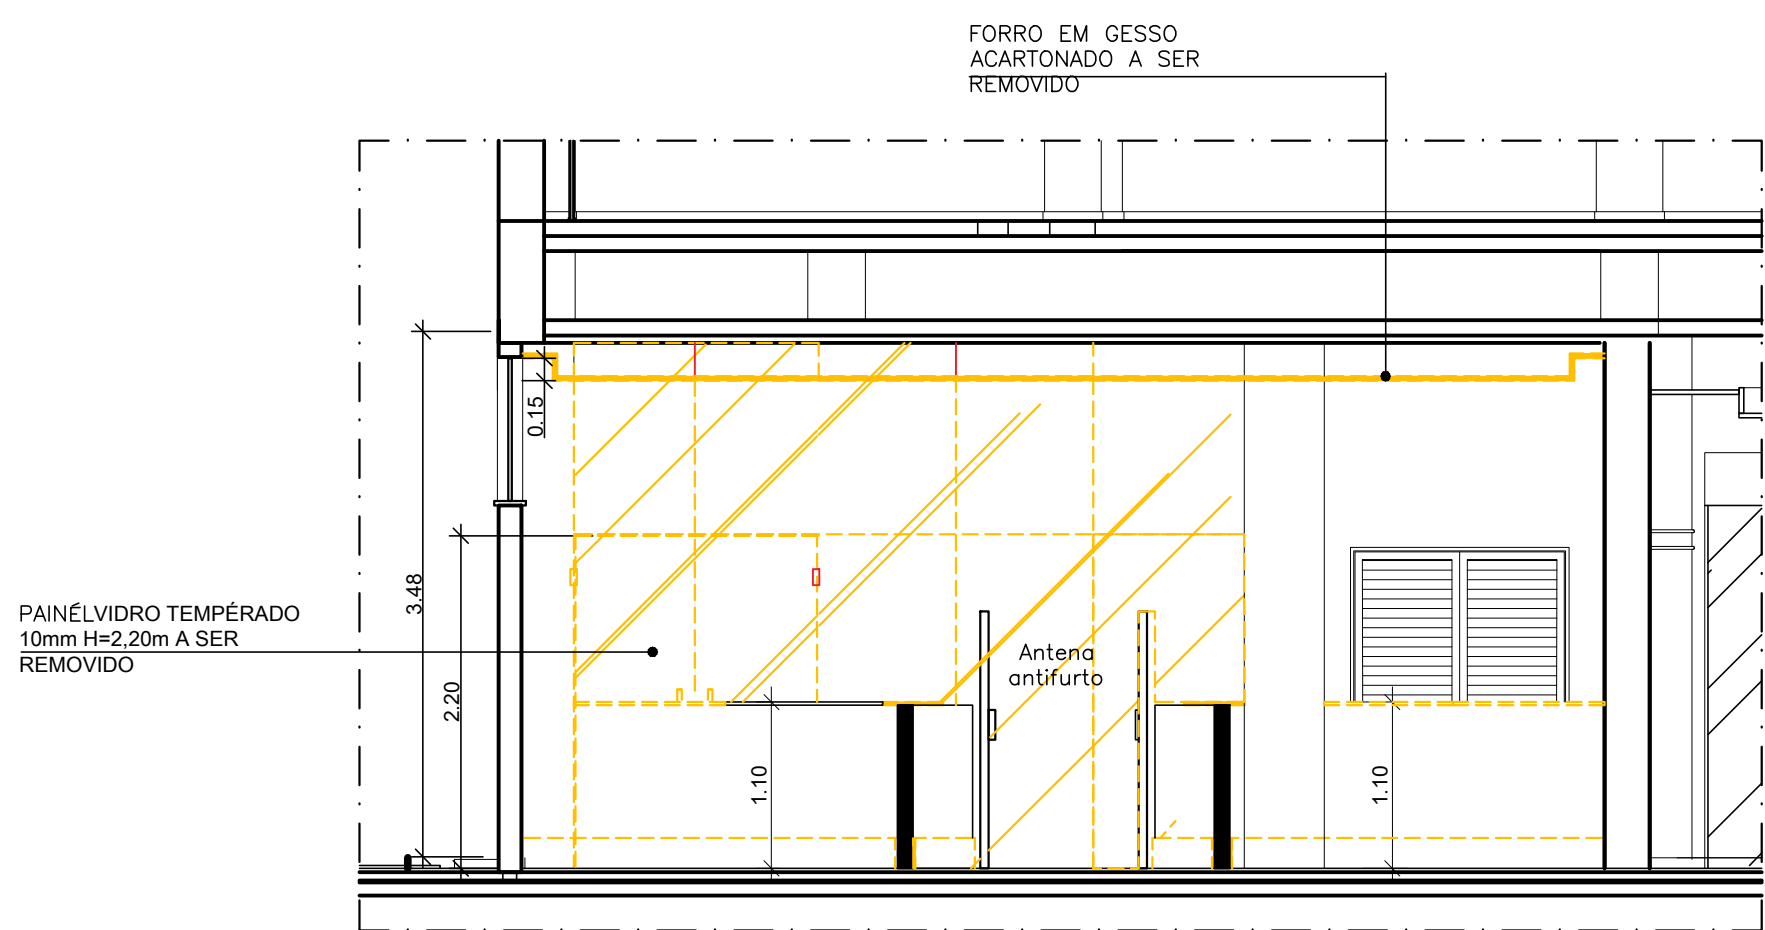 FORRO EM GESSO
ACARTONADO A SER
REMOVIDO
0.15
3.48
PAINÉLVIDRO TEMPÉRADO
10mm H=2,20m A SER
REMOVIDO
2.20
Antena
antifurto
1.10
1.10